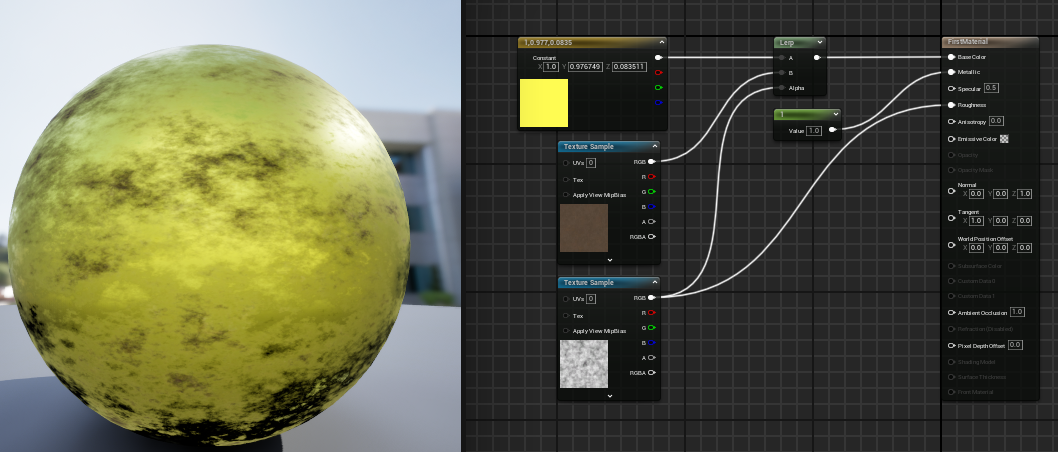 1,0.977,0.0835
Constant
X 1.0 Y 0.976749 Z 0.083511
Texture Sample
UVs 0 RGB
Tex R
G
Apply View MipBias
B
A
RGBA
Texture Sample
UVs 0 RGB
Tex R
G
Apply View MipBias
B
A
RGBA
Lerp
A
B
Alpha
1
Value 1.0
FirstMaterial
Base Color
Metallic
Specular 0.5
Roughness
Anisotropy 0.0
Emissive Color
Opacity
Opacity Mask
Normal
X 0.0 Y 0.0 Z 1.0
Tangent
X 1.0 Y 0.0 Z 0.0
World Position Offset
X 0.0 Y 0.0 Z 0.0
Subsurface Color
Custom Data 0
Custom Data 1
Ambient Occlusion 1.0
Refraction (Disabled)
Pixel Depth Offset 0.0
Shading Model
Surface Thickness
Front Material